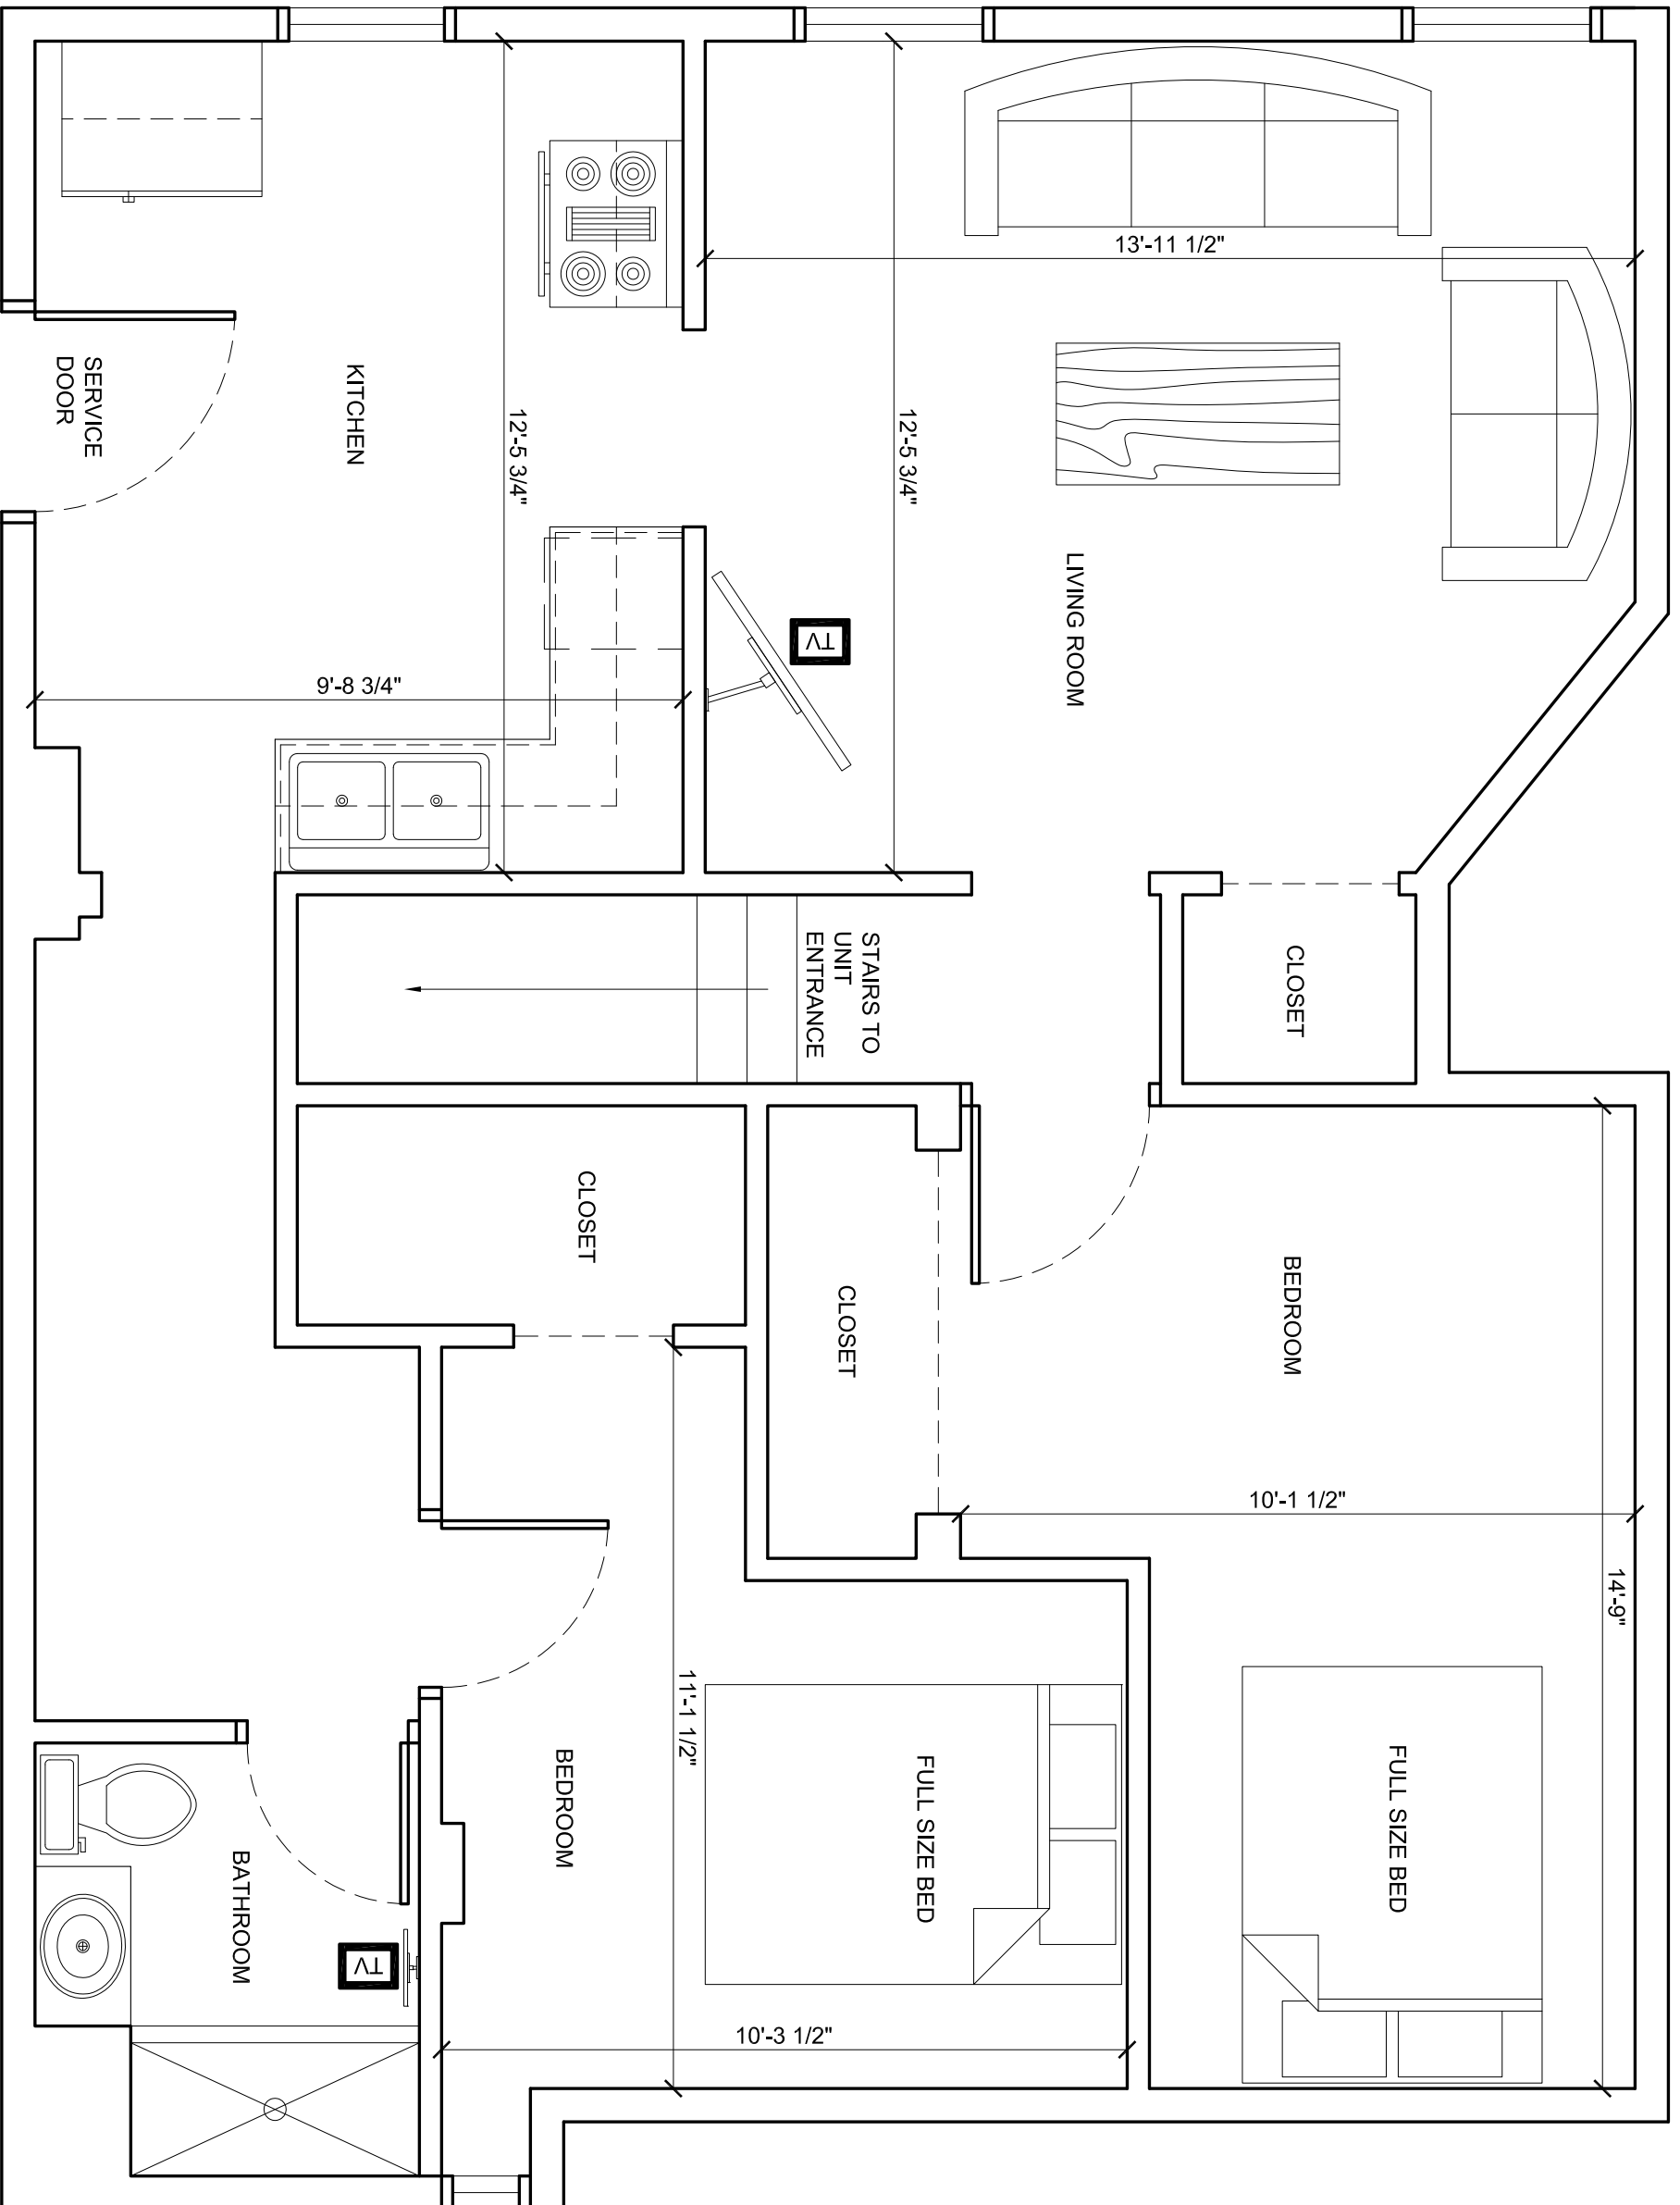 13'-11 1/2"
SERVICE
DOOR
KITCHEN
12'-5 3/4"
12'-5 3/4"
LIVING ROOM
TV
9'-8 3/4"
STAIRS TO
UNIT
ENTRANCE
CLOSET
CLOSET
CLOSET
BEDROOM
10'-1 1/2"
14'-9"
11'-1 1/2"
BEDROOM
FULL SIZE BED
FULL SIZE BED
BATHROOM
TV
10'-3 1/2"